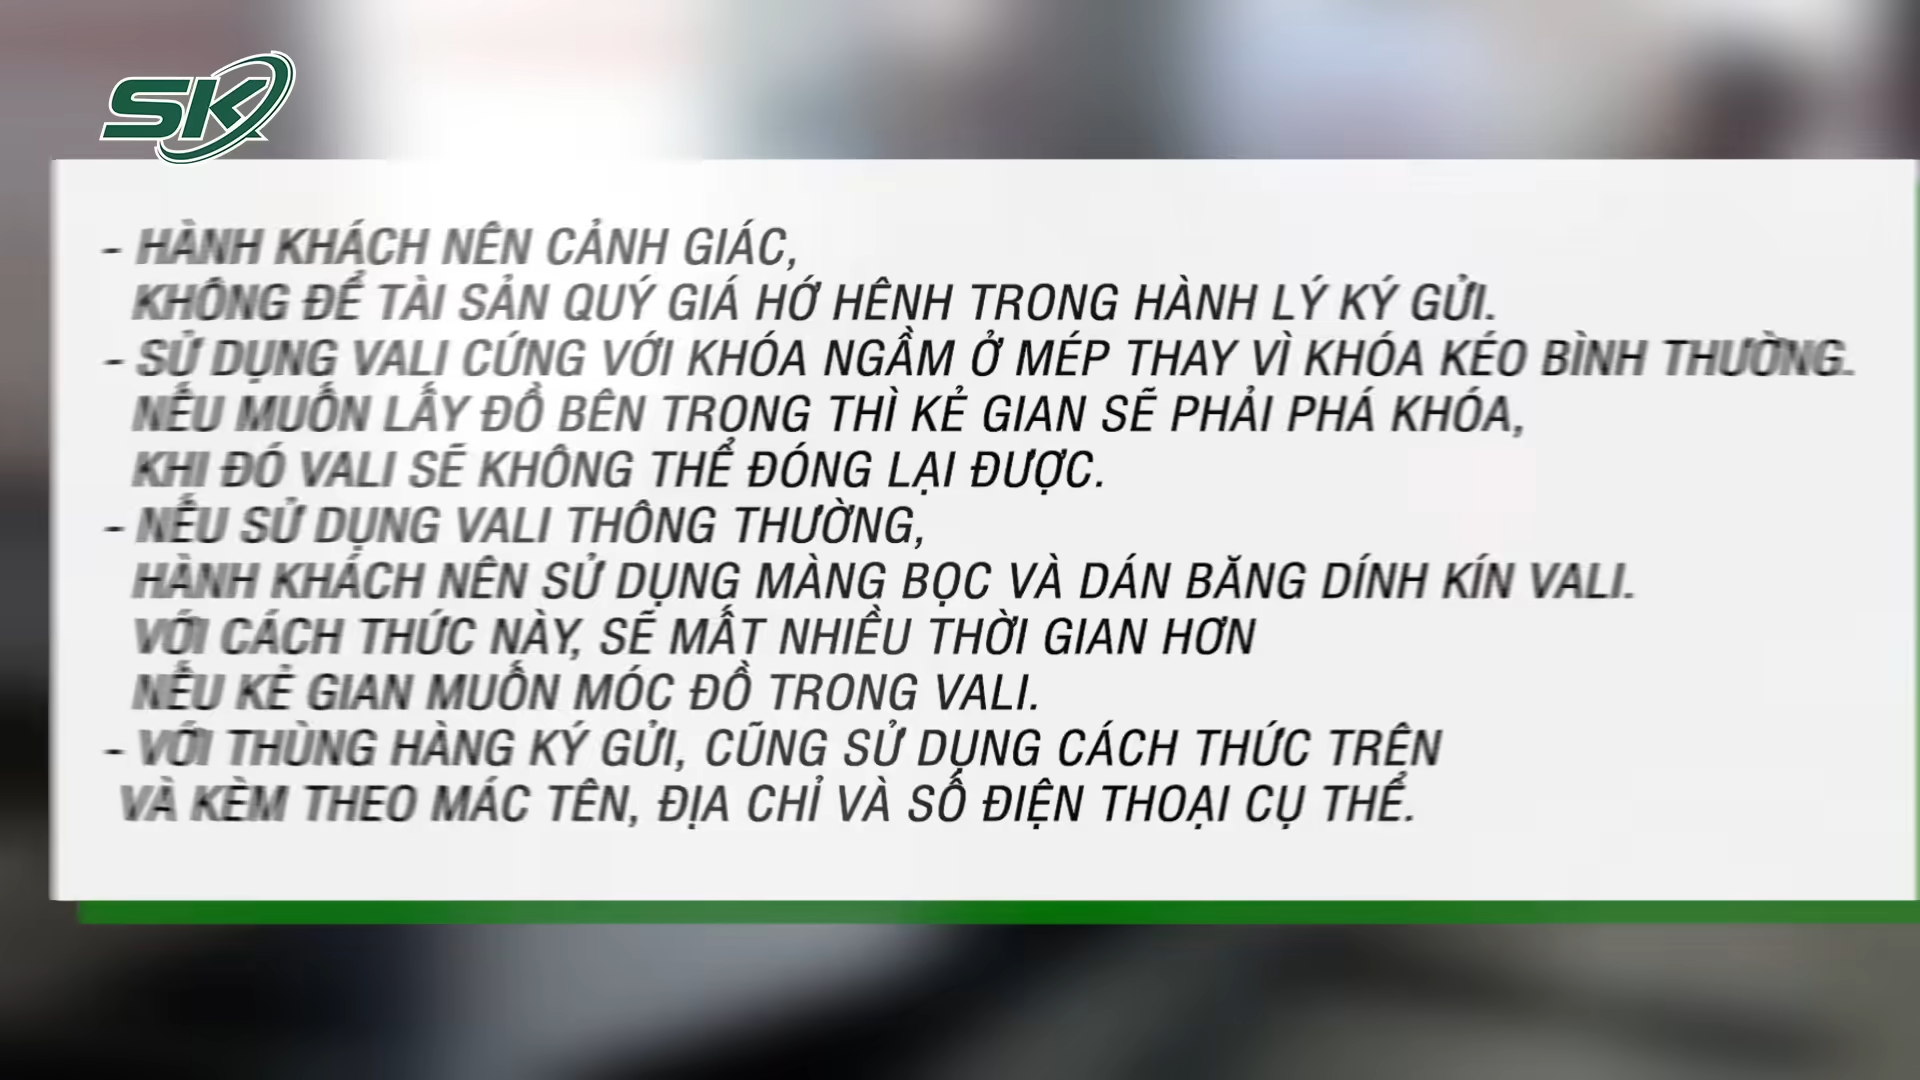 SK
- HÀNH KHÁCH NÊN CẢNH GIÁC,
KHÔNG ĐỂ TÀI SẢN QUÝ GIÁ HỚ HÊNH TRONG HÀNH LÝ KÝ GỬI.
- SỬ DỤNG VALI CỨNG VỚI KHÓA NGẦM Ở MÉP THAY VÌ KHÓA KÉO BÌNH THƯỜNG.
NẾU MUỐN LẤY ĐỒ BÊN TRONG THÌ KẺ GIAN SẼ PHẢI PHÁ KHÓA,
KHI ĐÓ VALI SẼ KHÔNG THỂ ĐÓNG LẠI ĐƯỢC.
- NẾU SỬ DỤNG VALI THÔNG THƯỜNG,
HÀNH KHÁCH NÊN SỬ DỤNG MÀNG BỌC VÀ DÁN BĂNG DÍNH KÍN VALI.
VỚI CÁCH THỨC NÀY, SẼ MẤT NHIỀU THỜI GIAN HƠN
NẾU KẺ GIAN MUỐN MÓC ĐỒ TRONG VALI.
- VỚI THÙNG HÀNG KÝ GỬI, CŨNG SỬ DỤNG CÁCH THỨC TRÊN
VÀ KÈM THEO MÁC TÊN, ĐỊA CHỈ VÀ SỐ ĐIỆN THOẠI CỤ THỂ.